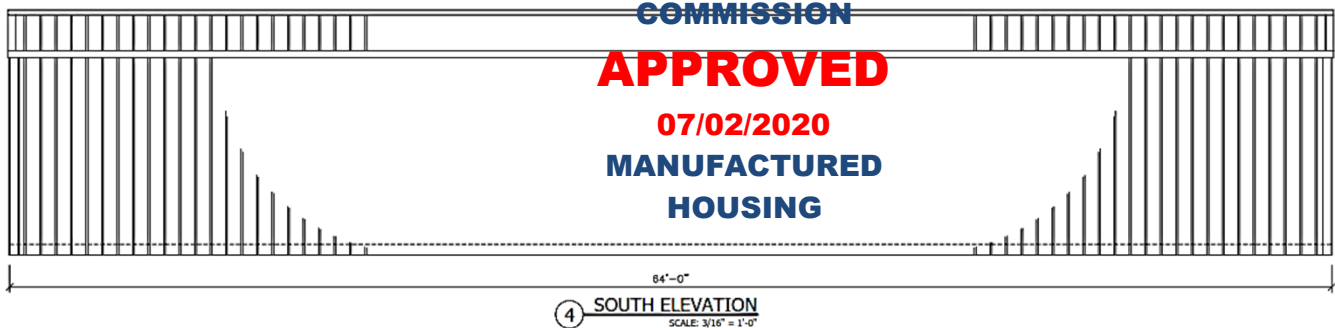 COMMISSION
APPROVED
07/02/2020
MANUFACTURED
HOUSING
64'-0"
4 SOUTH ELEVATION
SCALE: 3/16" = 1'-0"